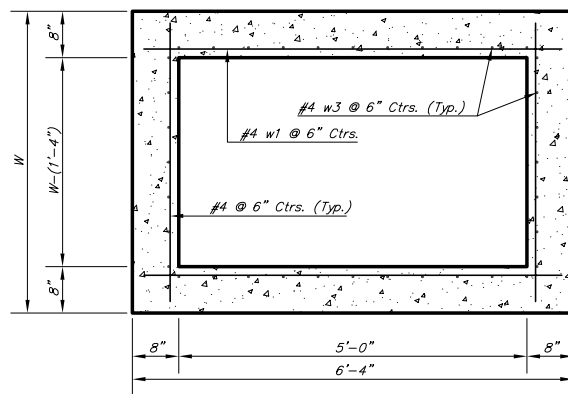 8"
#4 w3 @ 6" Ctrs. (Typ.)
#4 w1 @ 6" Ctrs.
W
W-(1'-4")
#4 @ 6" Ctrs. (Typ.)
8"
8"
5'-0"
8"
6'-4"